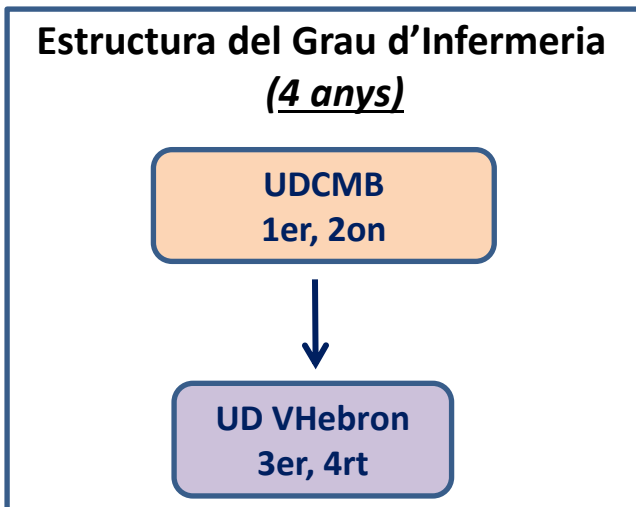 Estructura del Grau d’Infermeria
(4 anys)
UDCMB
1er, 2on
UD VHebron
3er, 4rt